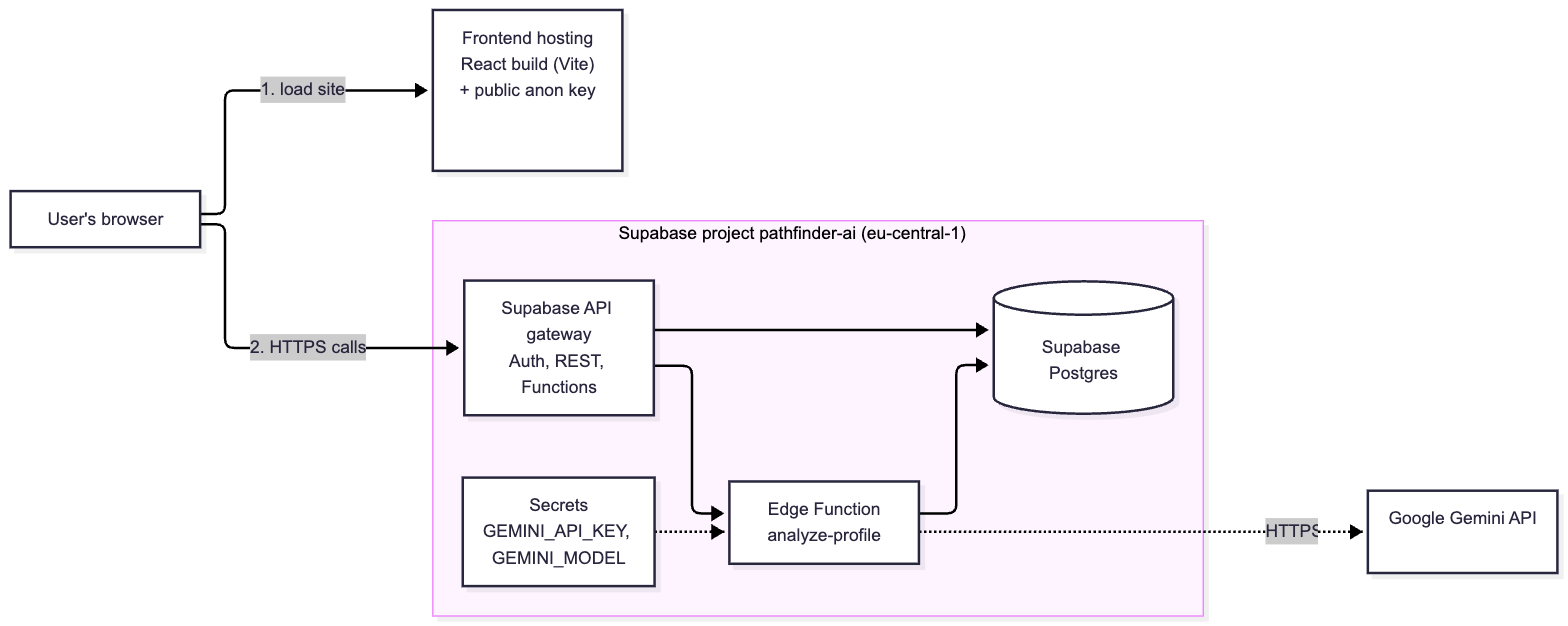 Frontend hosting
React build (Vite)
+ public anon key
1. load site
User's browser
Supabase project pathfinder-ai (eu-central-1)
Supabase API
gateway
Auth, REST,
Functions
2. HTTPS calls
Supabase
Postgres
Secrets
GEMINI_API_KEY,
GEMINI_MODEL
Edge Function
analyze-profile
HTTPS
Google Gemini API